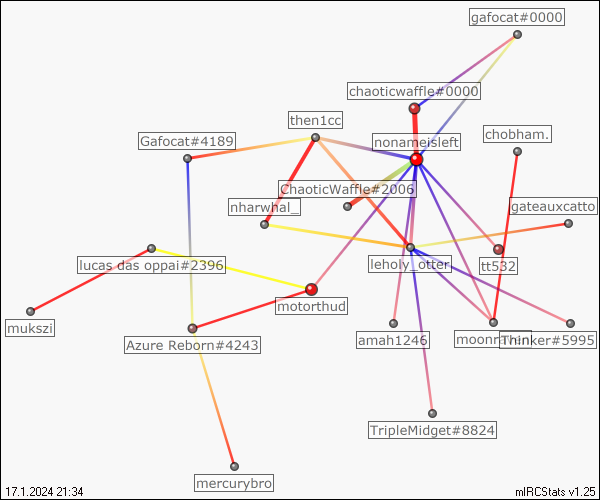 gafocat#0000
chaoticwaffle#0000
then1cc
chobham.
Gafocat#4189
nonameisleft
ChaoticWaffle#2006
nharwhal_
gateauxcatto
lucas das oppai#2396
leholy_otter
tt532
motorthud
mukszi
Azure Reborn#4243
amah1246
Thinker#5995
TripleMidget#8824
mercurybro
17.1.2024 21:34
mIRCStats v1.25